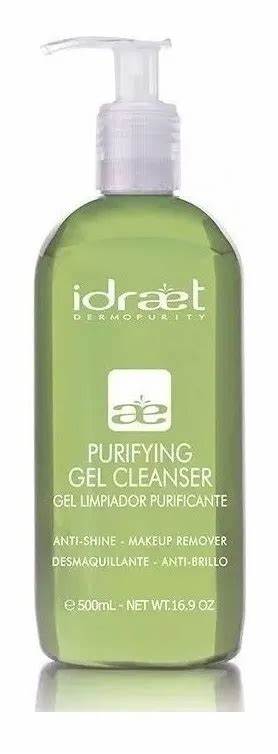 idraet
DERMOPURITY
ae
PURIFYING
GEL CLEANSER
GEL LIMPIADOR PURIFICANTE
ANTI-SHINE - MAKEUP REMOVER
DESMAQUILLANTE - ANTI-BRILLO
℮ 500mL - NET WT.16.9 OZ